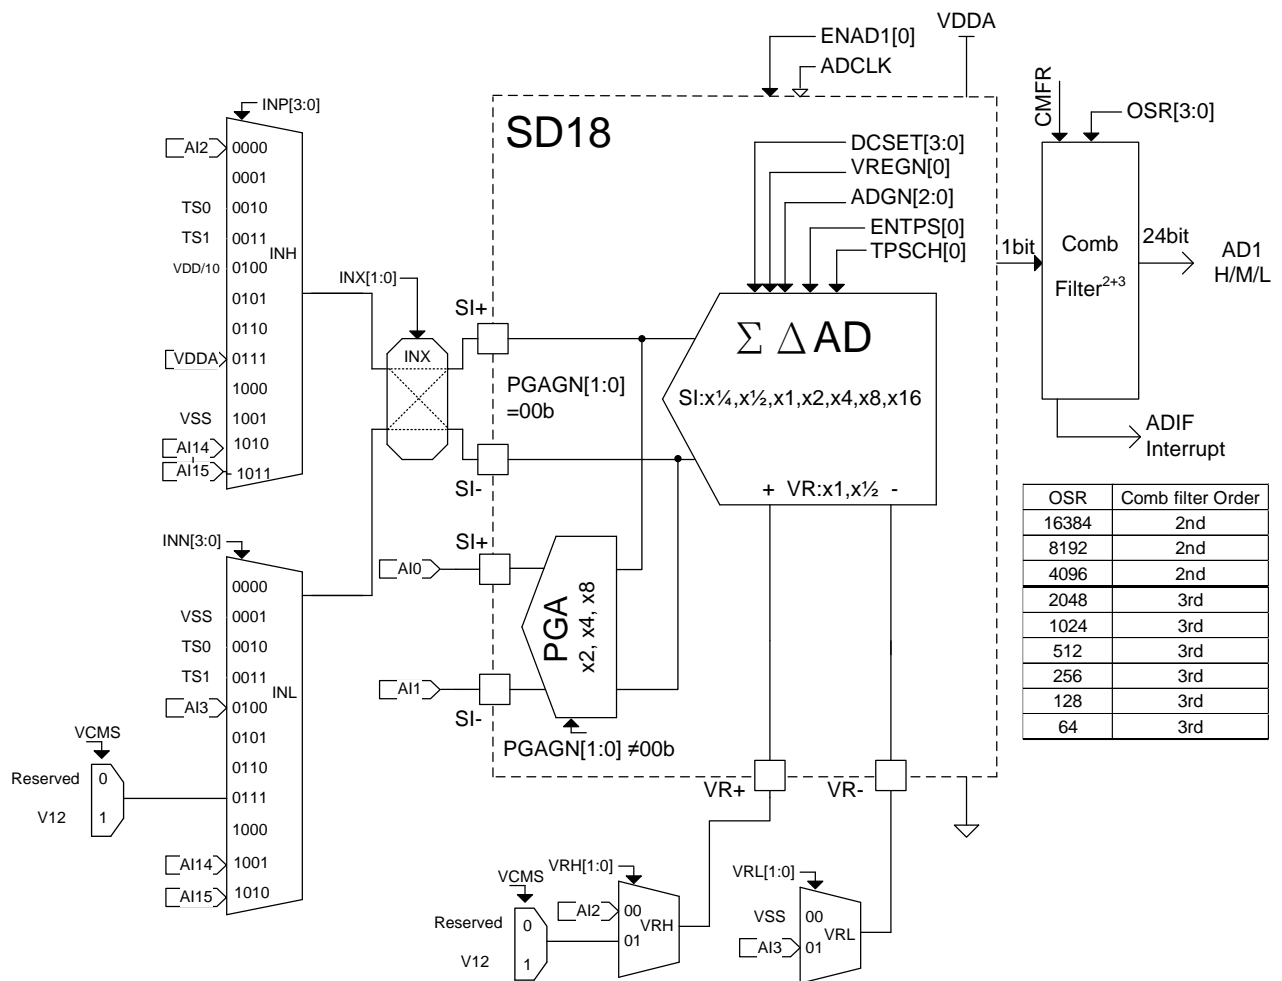 ENAD1[0]
VDDA
ADCLK
INP[3:0]
SD18
CMFR
OSR[3:0]
AI2
0000
0001
TS0
0010
TS1
0011
INH
VDD/10
0100
0101
0110
VDDA
0111
1000
VSS
1001
AI14
1010
AI15
1011
DCSET[3:0]
VREGN[0]
ADGN[2:0]
ENTPS[0]
TPSCH[0]
1bit
Comb
Filter2+3
24bit
AD1
H/M/L
INX[1:0]
SI+
INX
Σ Δ AD
PGAGN[1:0]
=00b
SI:x¼,x½,x1,x2,x4,x8,x16
ADIF
Interrupt
SI-
+ VR:x1,x½ -
OSR Comb filter Order
16384 2nd
8192 2nd
4096 2nd
2048 3rd
1024 3rd
512 3rd
256 3rd
128 3rd
64 3rd
INN[3:0]
0000
VSS
0001
TS0
0010
TS1
0011
INL
AI3
0100
0101
0110
0111
1000
AI14
1001
AI15
1010
VCMS
Reserved
0
V12
1
SI+
AI0
PGA
x2, x4, x8
AI1
SI-
PGAGN[1:0] ≠00b
VR+
VR-
VRH[1:0]
VCMS
AI2
00
VRH
01
Reserved
0
V12
1
VRL[1:0]
VSS
00
VRL
AI3
01